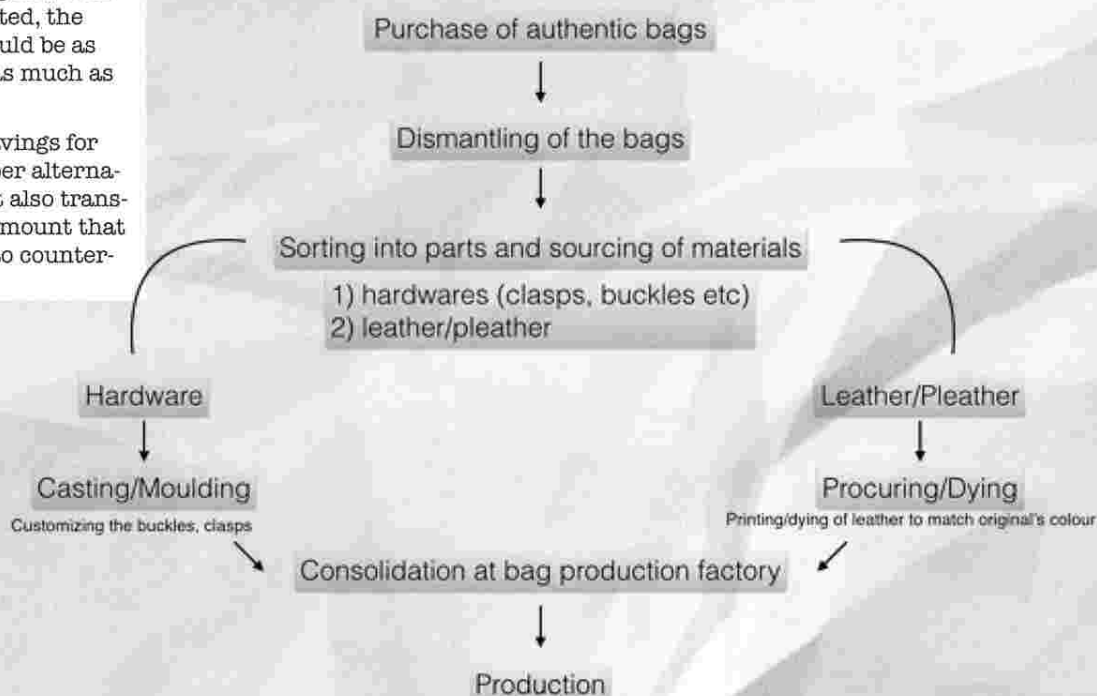 ted, the
uld be as
as much as
vings for
per alterna-
t also trans-
mount that
to counter-
Purchase of authentic bags
Dismantling of the bags
Sorting into parts and sourcing of materials
1) hardwares (clasps, buckles etc)
2) leather/pleather
Hardware
Leather/Pleather
Casting/Moulding
Customizing the buckles, clasps
Procuring/Dying
Printing/dying of leather to match original's colour
Consolidation at bag production factory
Production